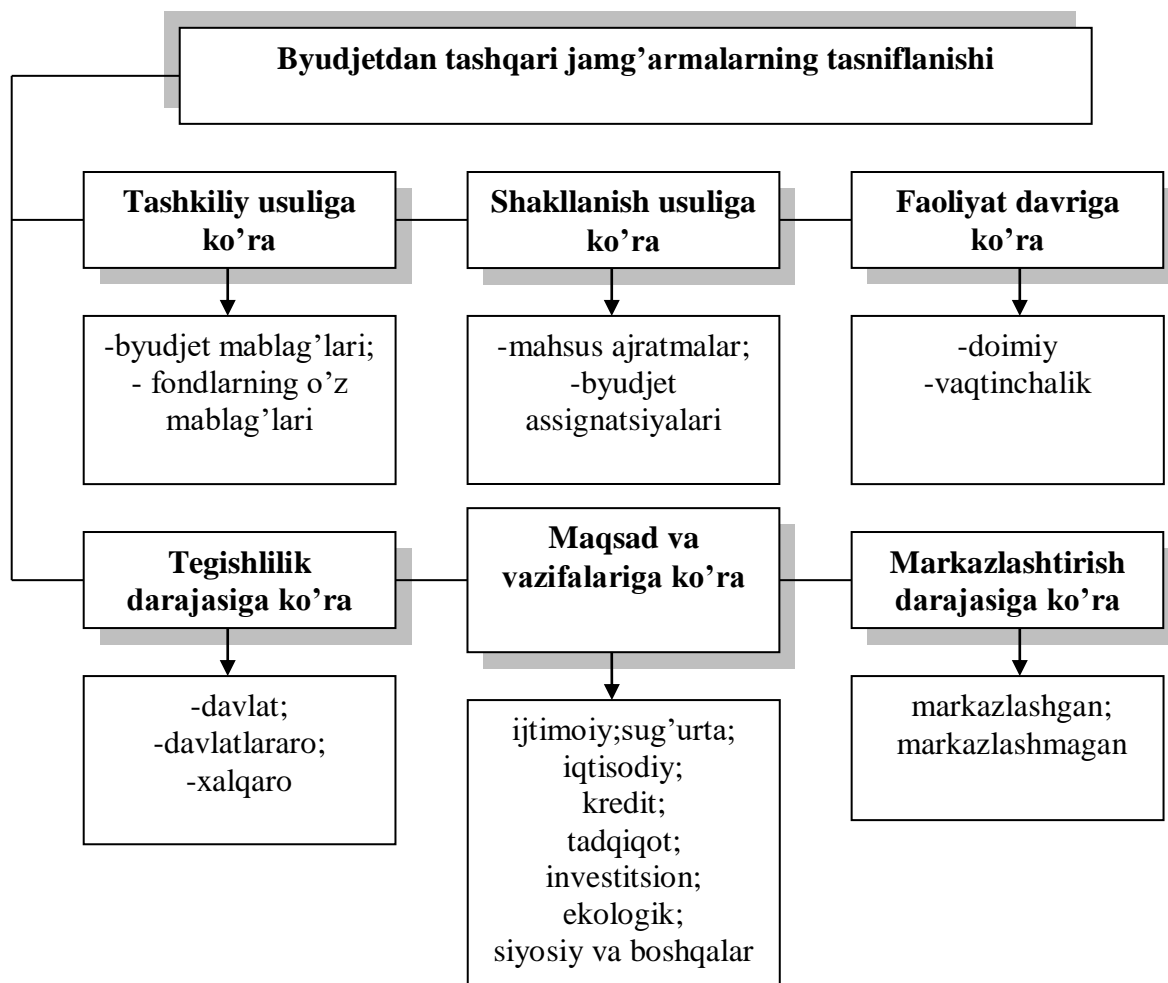 Byudjetdan tashqari jamg’armalarning tasniflanishi
Tashkiliy usuliga
ko’ra
Shakllanish usuliga
ko’ra
Faoliyat davriga
ko’ra
-byudjet mablag’lari;
- fondlarning o’z
mablag’lari
-mahsus ajratmalar;
-byudjet
assignatsiyalari
-doimiy
-vaqtinchalik
Tegishlilik
darajasiga ko’ra
Maqsad va
vazifalariga ko’ra
Markazlashtirish
darajasiga ko’ra
-davlat;
-davlatlararo;
-xalqaro
ijtimoiy;sug’urta;
iqtisodiy;
kredit;
tadqiqot;
investitsion;
ekologik;
siyosiy va boshqalar
markazlashgan;
markazlashmagan